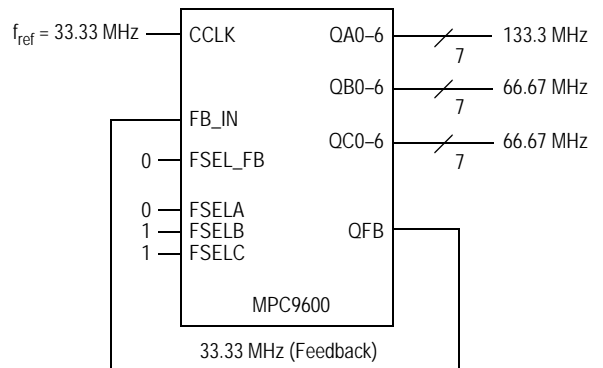 fref = 33.33 MHz
CCLK
QA0–6
7
133.3 MHz
QB0–6
7
66.67 MHz
FB_IN
QC0–6
7
66.67 MHz
0
FSEL_FB
0
FSELA
1
FSELB
QFB
1
FSELC
MPC9600
33.33 MHz (Feedback)